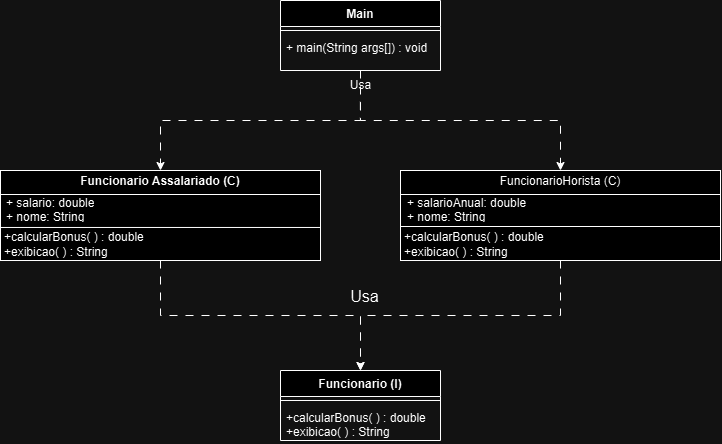 Main
+ main(String args[]) : void
Usa
Funcionario Assalariado (C)
+ salario: double
+ nome: String
+calcularBonus( ) : double
+exibicao( ) : String
FuncionarioHorista (C)
+ salarioAnual: double
+ nome: String
+calcularBonus( ) : double
+exibicao( ) : String
Usa
Funcionario (I)
+calcularBonus( ) : double
+exibicao( ) : String